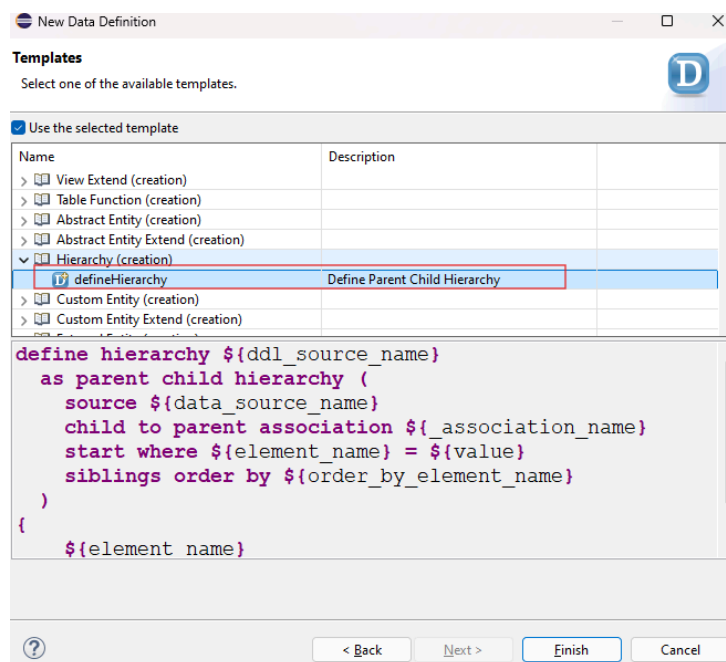 New Data Definition
Templates
Select one of the available templates.
D
Use the selected template
Name Description
View Extend (creation)
Table Function (creation)
Abstract Entity (creation)
Abstract Entity Extend (creation)
Hierarchy (creation)
defineHierarchy Define Parent Child Hierarchy
Custom Entity (creation)
Custom Entity Extend (creation)
define hierarchy ${ddl_source_name}
as parent child hierarchy (
source ${data_source_name}
child to parent association ${_association_name}
start where ${element_name} = ${value}
siblings order by ${order_by_element_name}
)
{
${element_name}
? < Back Next > Finish Cancel